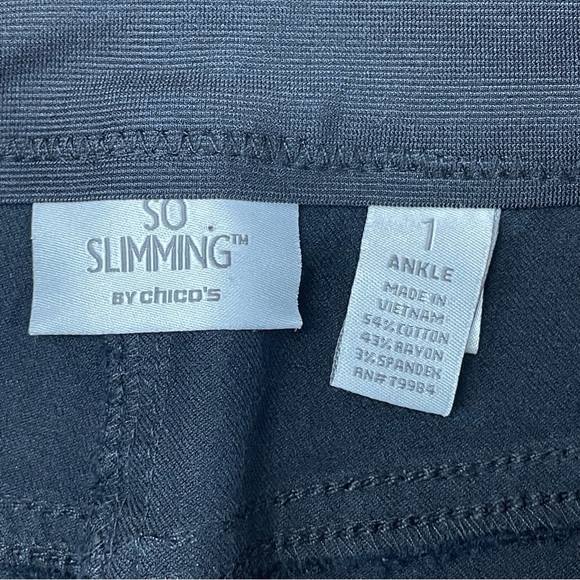 SO
SLIMMING™
BY chico's
1
ANKLE
MADE IN
VIETNAM
54% COTTON
43% RAYON
3% SPANDEX
RN# 79984